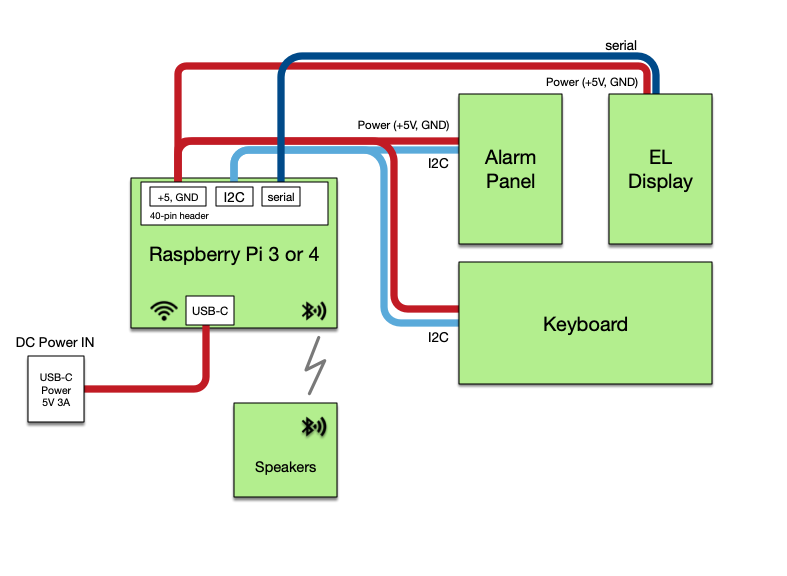 serial
Power (+5V, GND)
Power (+5V, GND)
I2C
Alarm
Panel
EL
Display
+5, GND
I2C
serial
40-pin header
Raspberry Pi 3 or 4
USB-C
Keyboard
I2C
DC Power IN
USB-C
Power
5V 3A
Speakers